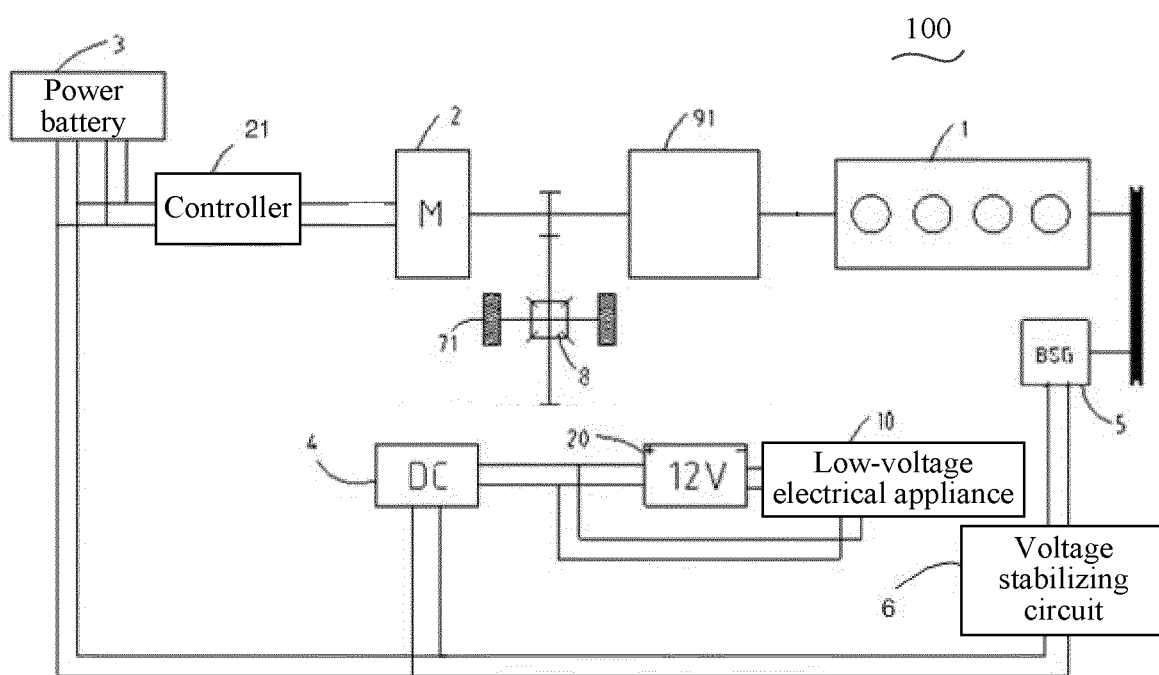 100
3
Power
battery
21
Controller
2
M
91
1
71
8
BSG
5
4
DC
20
+ -
12V
10
Low-voltage
electrical appliance
6
Voltage
stabilizing
circuit